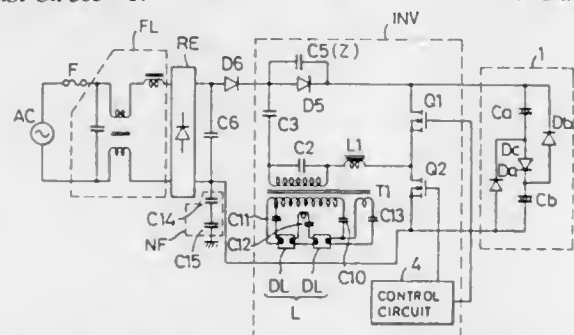 FL
RE
INV
1
F
D6
C5(Z)
D5
AC
C6
C3
C2
L1
Q1
Q2
Ca
Db
Dc
Da
Cb
T1
C14
NF
C15
C11
C12
C13
C10
DL
DL
L
4
CONTROL
CIRCUIT